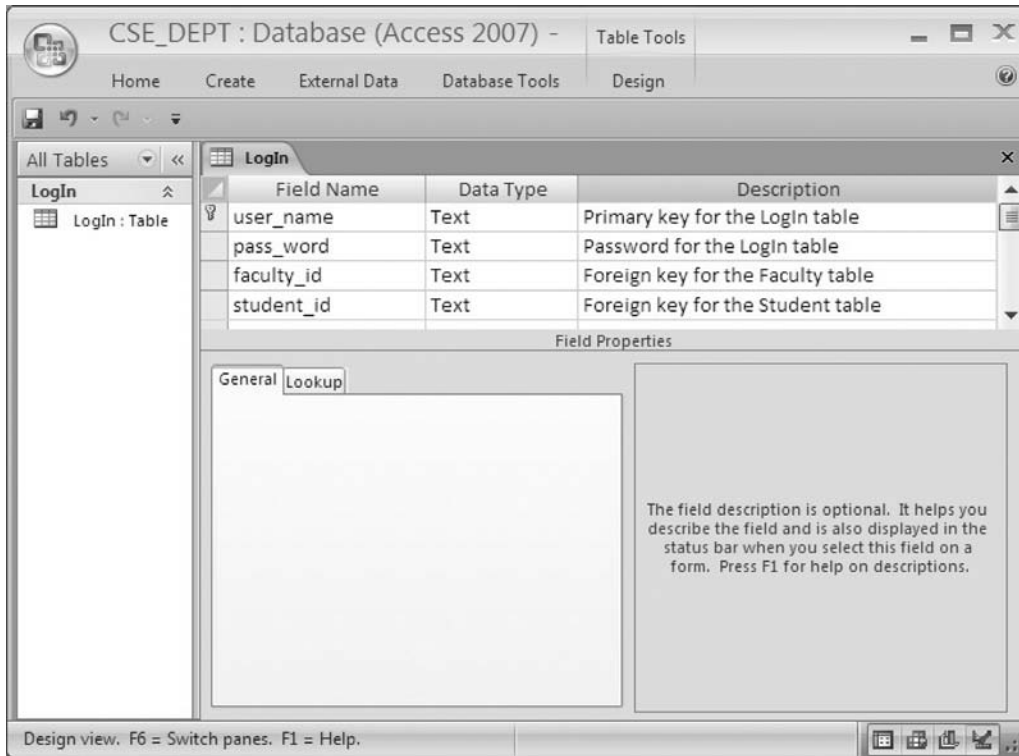 CSE_DEPT : Database (Access 2007) -
Table Tools
Home Create External Data Database Tools Design
All Tables
LogIn
LogIn : Table
LogIn
Field Name Data Type Description
user_name Text Primary key for the LogIn table
pass_word Text Password for the LogIn table
faculty_id Text Foreign key for the Faculty table
student_id Text Foreign key for the Student table
Field Properties
General Lookup
The field description is optional. It helps you
describe the field and is also displayed in the
status bar when you select this field on a
form. Press F1 for help on descriptions.
Design view. F6 = Switch panes. F1 = Help.